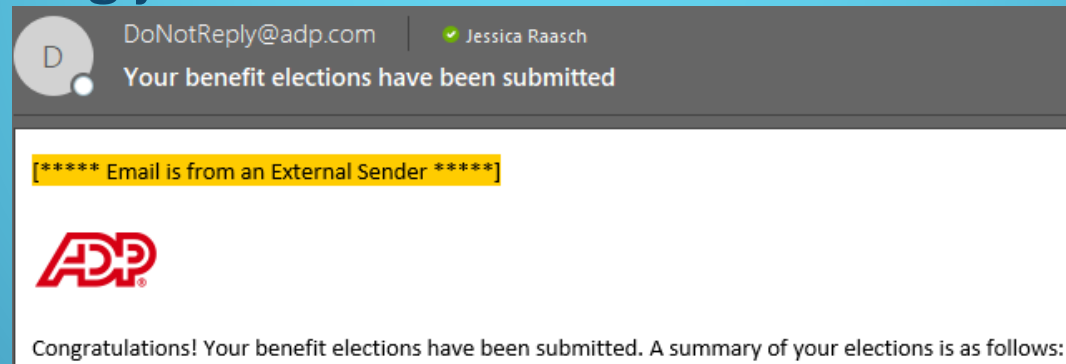 D
DoNotReply@adp.com Jessica Raasch
Your benefit elections have been submitted
[***** Email is from an External Sender *****]
ADP®
Congratulations! Your benefit elections have been submitted. A summary of your elections is as follows: